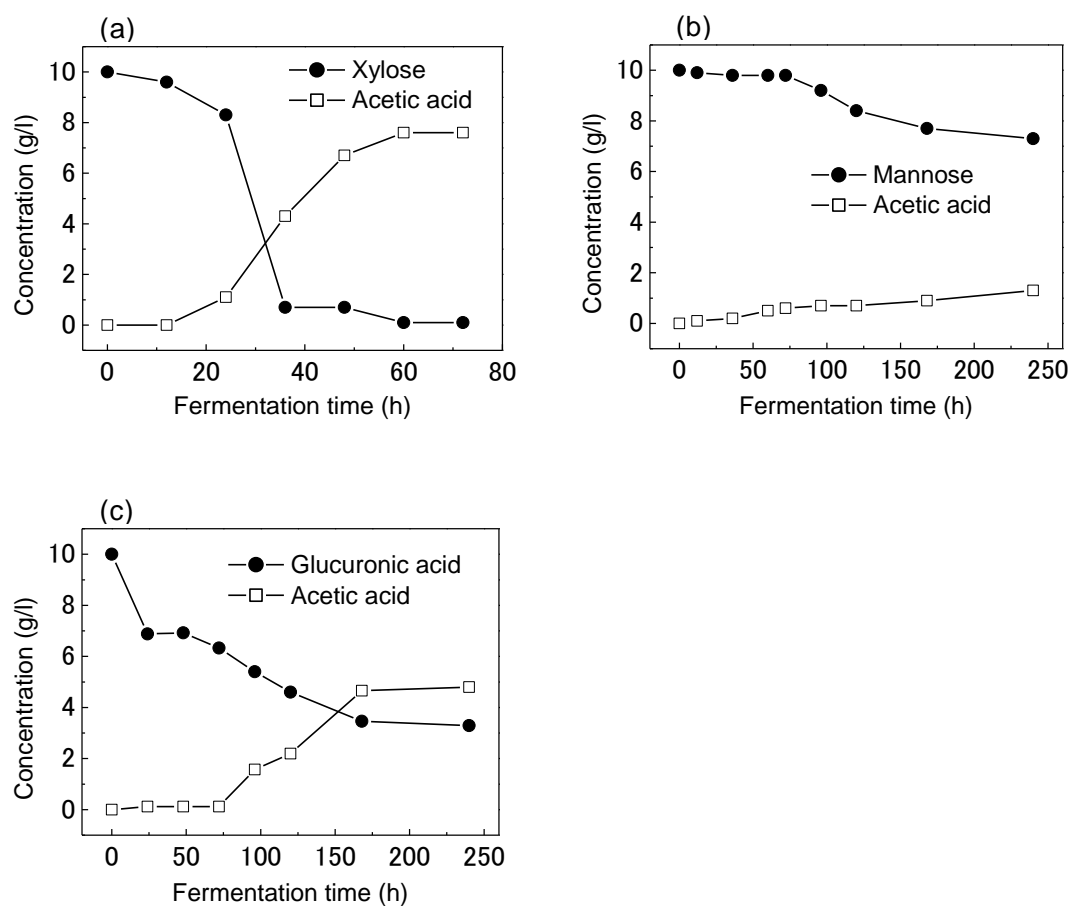 (a)
Xylose
Acetic acid
Concentration (g/l)
10
8
6
4
2
0
0 20 40 60 80
Fermentation time (h)
(b)
Mannose
Acetic acid
Concentration (g/l)
10
8
6
4
2
0
0 50 100 150 200 250
Fermentation time (h)
(c)
Glucuronic acid
Acetic acid
Concentration (g/l)
10
8
6
4
2
0
0 50 100 150 200 250
Fermentation time (h)